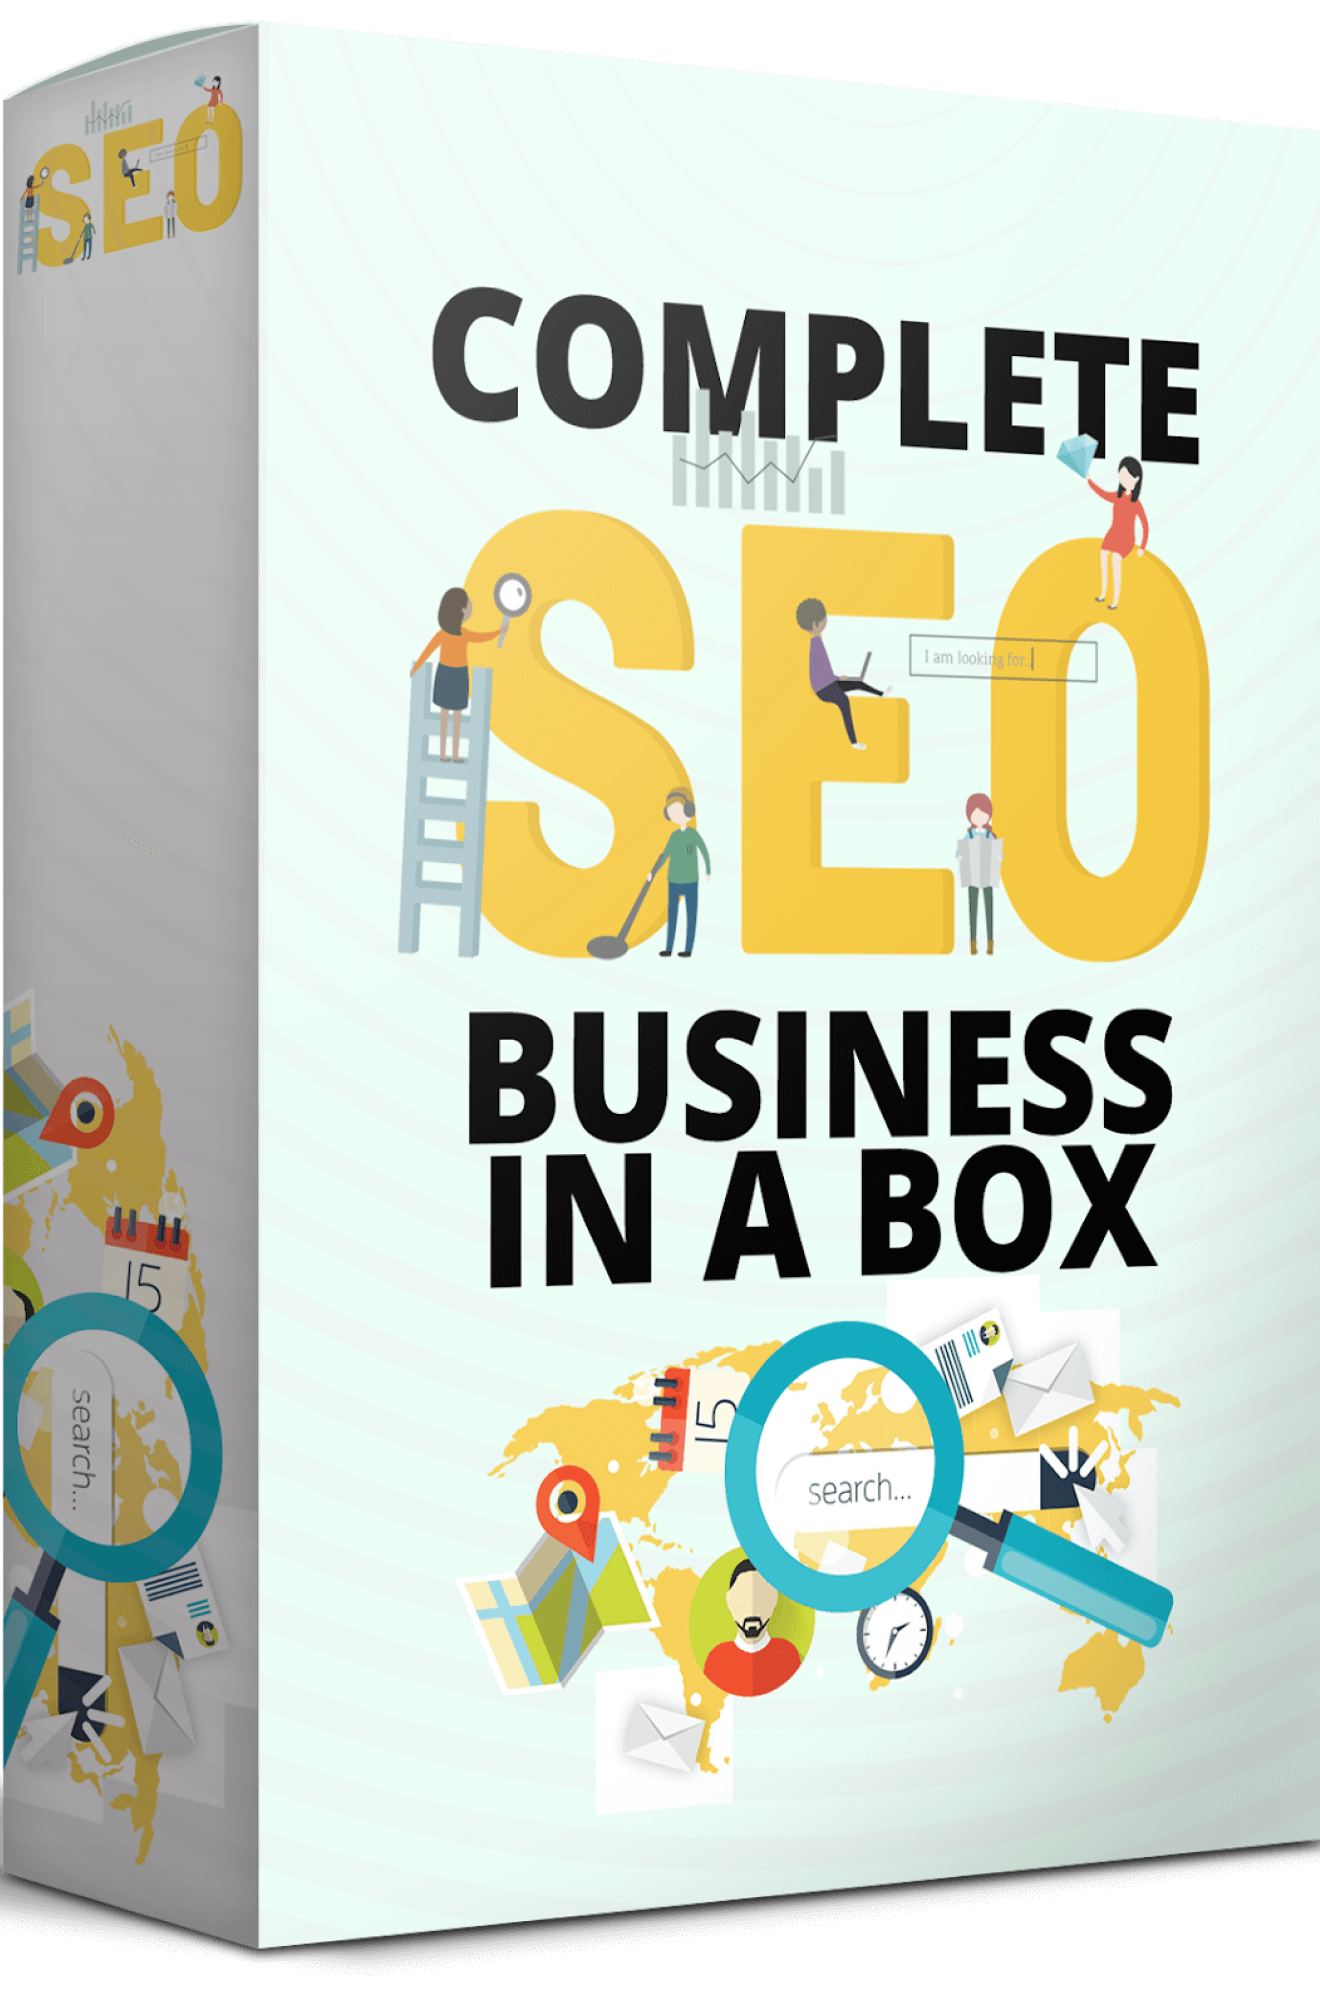 SEO
15
search...
COMPLETE
SEO
I am looking for..
BUSINESS
IN A BOX
15
search...